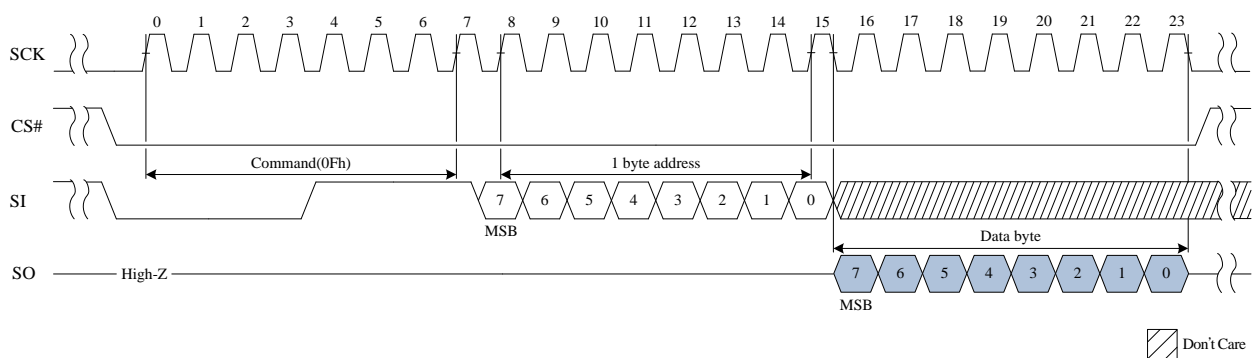 0 1 2 3 4 5 6 7 8 9 10 11 12 13 14 15 16 17 18 19 20 21 22 23
SCK
CS#
Command(0Fh) 1 byte address
SI 7 6 5 4 3 2 1 0
MSB Data byte
SO High-Z 7 6 5 4 3 2 1 0
MSB
Don't Care